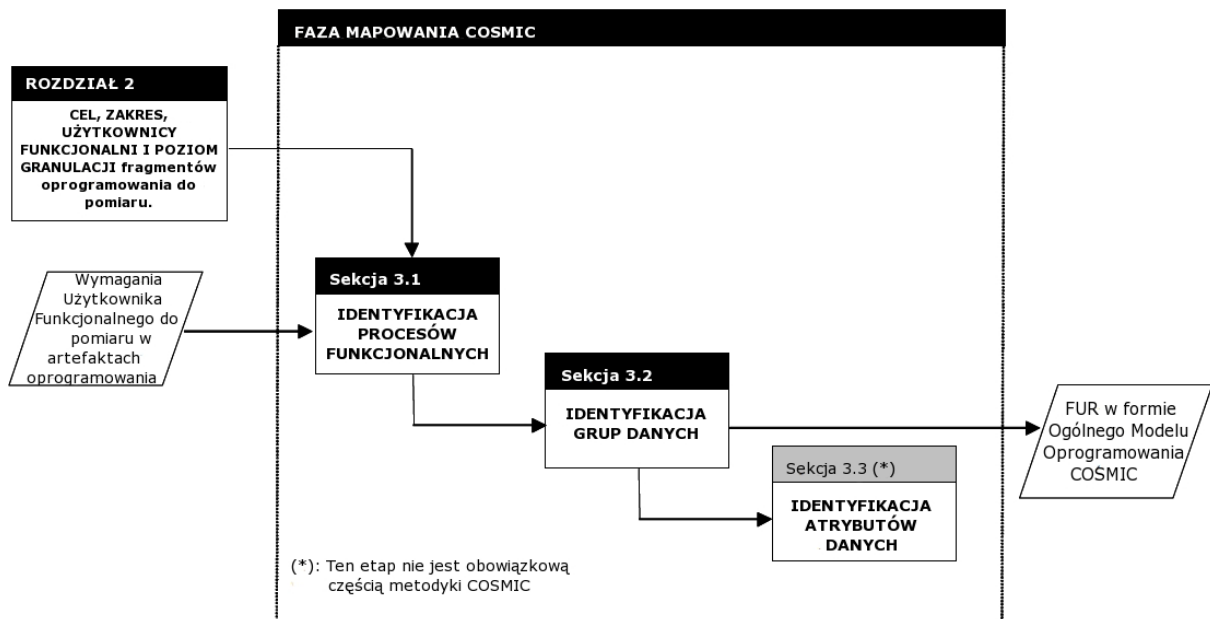 FAZA MAPOWANIA COSMIC
ROZDZIAŁ 2
CEL, ZAKRES,
UŻYTKOWNICY
FUNKCJONALNI I POZIOM
GRANULACJI fragmentów
oprogramowania do
pomiaru.
Wymagania
Użytkownika
Funkcjonalnego do
pomiaru w
artefaktach
oprogramowania
Sekcja 3.1
IDENTYFIKACJA
PROCESÓW
FUNKCJONALNYCH
Sekcja 3.2
IDENTYFIKACJA
GRUP DANYCH
Sekcja 3.3 (*)
IDENTYFIKACJA
ATRYBUTÓW
DANYCH
FUR w formie
Ogólnego Modelu
Oprogramowania
COSMIC
(*): Ten etap nie jest obowiązkową
częścią metodyki COSMIC